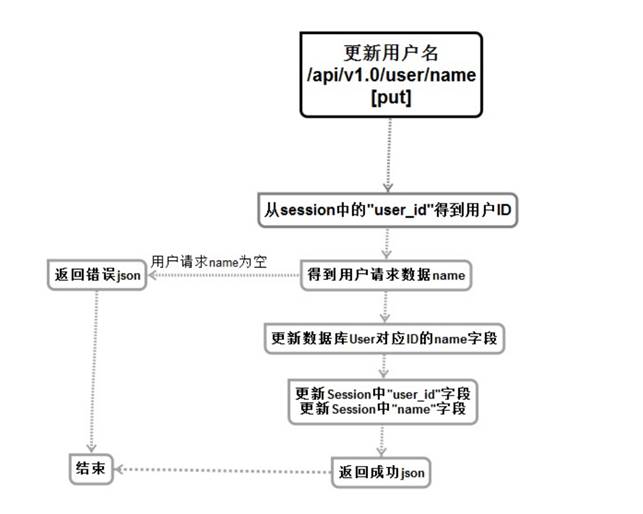 更新用户名
/api/v1.0/user/name
[put]
从session中的"user_id"得到用户ID
用户请求name为空
返回错误json
得到用户请求数据name
更新数据库User对应ID的name字段
更新Session中"user_id"字段
更新Session中"name"字段
结束
返回成功json